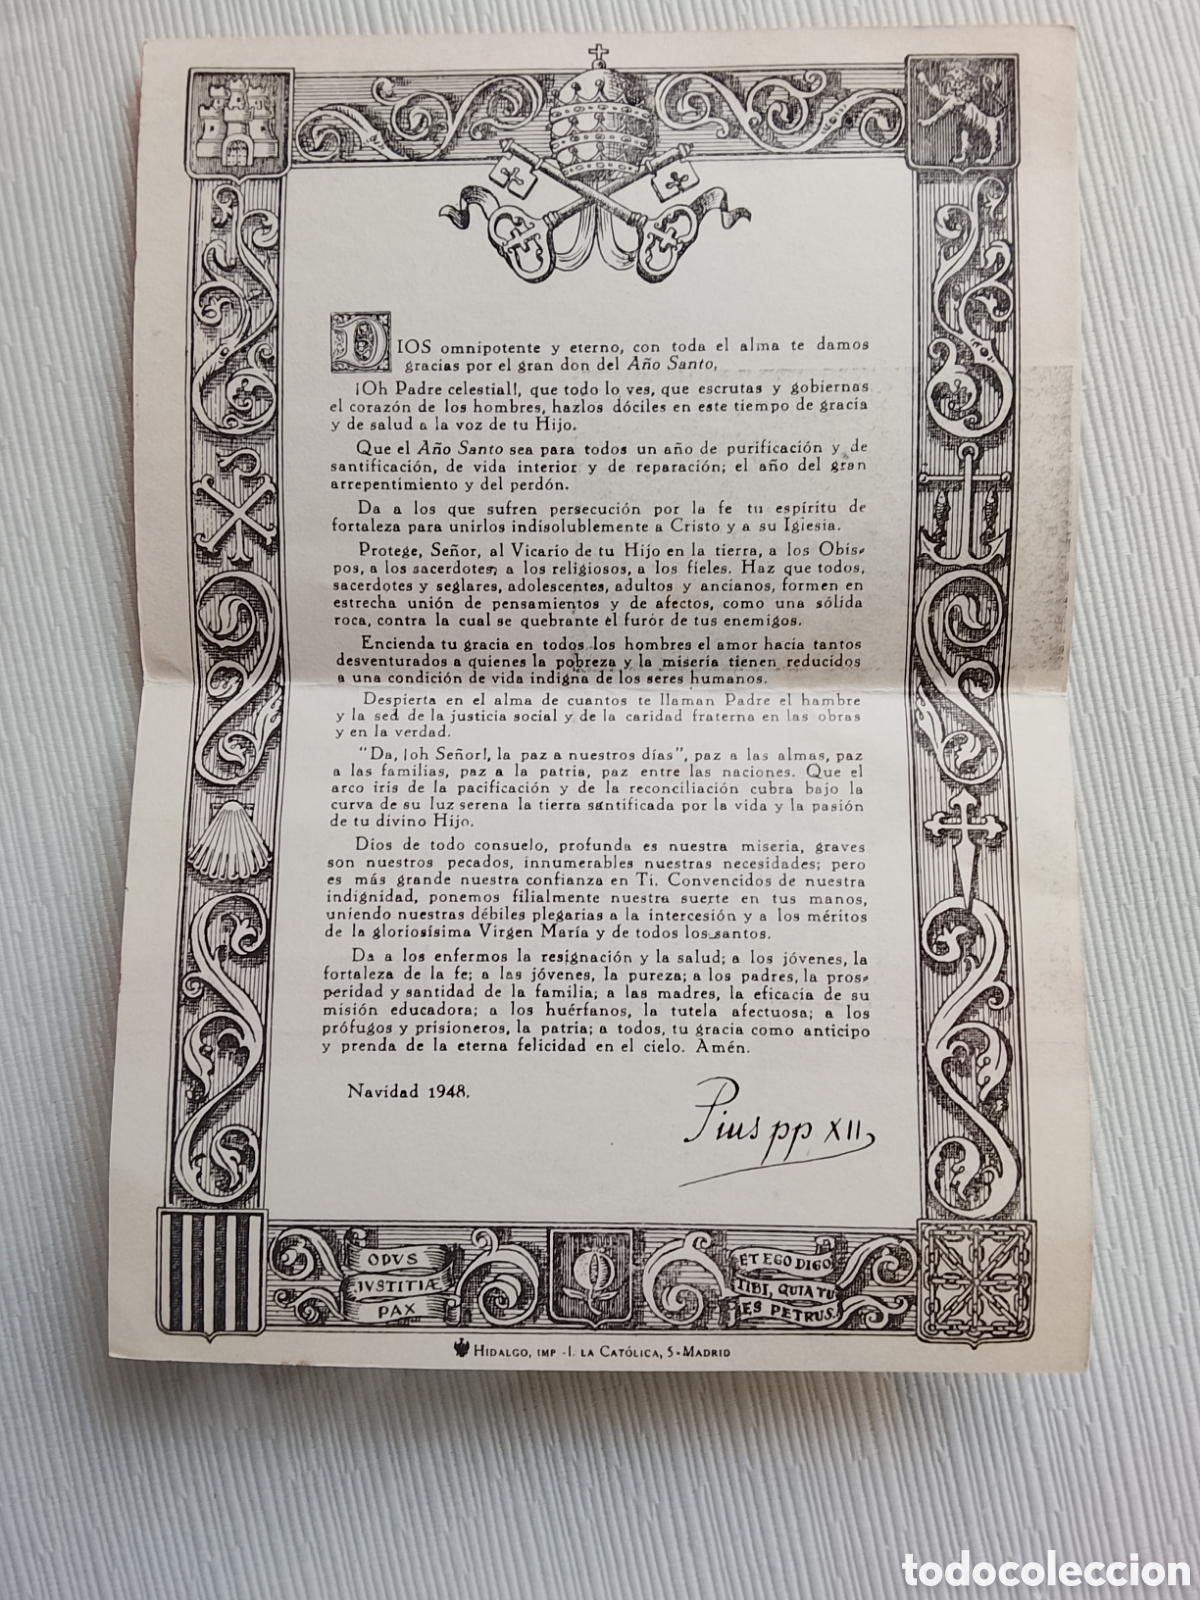 DIOS omnipotente y eterno, con toda el alma te damos
gracias por el gran don del Año Santo,
¡Oh Padre celestial!, que todo lo ves, que escrutas y gobiernas
el corazón de los hombres, hazlos dóciles en este tiempo de gracia
y de salud a la voz de tu Hijo.
Que el Año Santo sea para todos un año de purificación y de
santificación, de vida interior y de reparación; el año del gran
arrepentimiento y del perdón.
Da a los que sufren persecución por la fe tu espíritu de
fortaleza para unirlos indisolublemente a Cristo y a su Iglesia.
Protege, Señor, al Vicario de tu Hijo en la tierra, a los Obis-
pos, a los sacerdotes, a los religiosos, a los fieles. Haz que todos,
sacerdotes y seglares, adolescentes, adultos y ancianos, formen en
estrecha unión de pensamientos y de afectos, como una sólida
roca, contra la cual se quebrante el furór de tus enemigos.
Encienda tu gracia en todos los hombres el amor hacia tantos
desventurados a quienes la pobreza y la miseria tienen reducidos
a una condición de vida indigna de los seres humanos.
Despierta en el alma de cuantos te llaman Padre el hambre
y la sed de la justicia social y de la caridad fraterna en las obras
y en la verdad.
"Da, ¡oh Señor!, la paz a nuestros días", paz a las almas, paz
a las familias, paz a la patria, paz entre las naciones. Que el
arco iris de la pacificación y de la reconciliación cubra bajo la
curva de su luz serena la tierra santificada por la vida y la pasión
de tu divino Hijo.
Dios de todo consuelo, profunda es nuestra miseria, graves
son nuestros pecados, innumerables nuestras necesidades; pero
es más grande nuestra confianza en Ti. Convencidos de nuestra
indignidad, ponemos filialmente nuestra suerte en tus manos,
uniendo nuestras débiles plegarias a la intercesión y a los méritos
de la gloriosísima Virgen María y de todos los santos.
Da a los enfermos la resignación y la salud; a los jóvenes, la
fortaleza de la fe; a las jóvenes, la pureza; a los padres, la pros-
peridad y santidad de la familia; a las madres, la eficacia de su
misión educadora; a los huérfanos, la tutela afectuosa; a los
prófugos y prisioneros, la patria; a todos, tu gracia como anticipo
y prenda de la eterna felicidad en el cielo. Amén.
Navidad 1948.
Pius pp XII,
OPVS
IVSTITIÆ
PAX
ET EGO DICO
TIBI, QUIA TU
ES PETRUS.
HIDALGO, IMP -I. LA CATÓLICA, 5-MADRID
todocoleccion